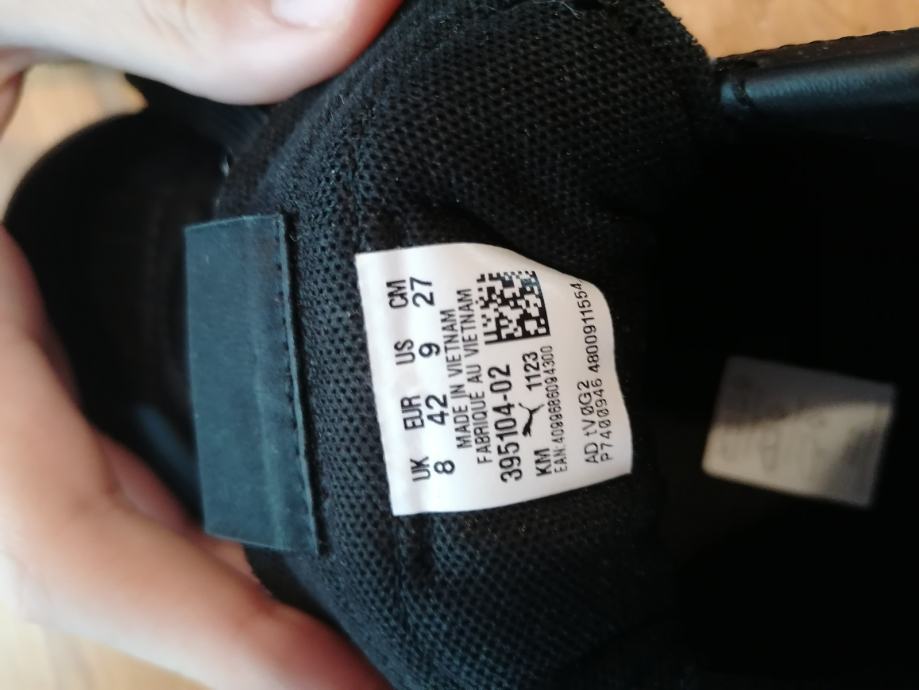 UK EUR US CM
8 42 9 27
MADE IN VIETNAM
FABRIQUE AU VIETNAM
395104-02
KM 1123
EAN:4099686094300
AD tVØG2
P7400946 4800911554